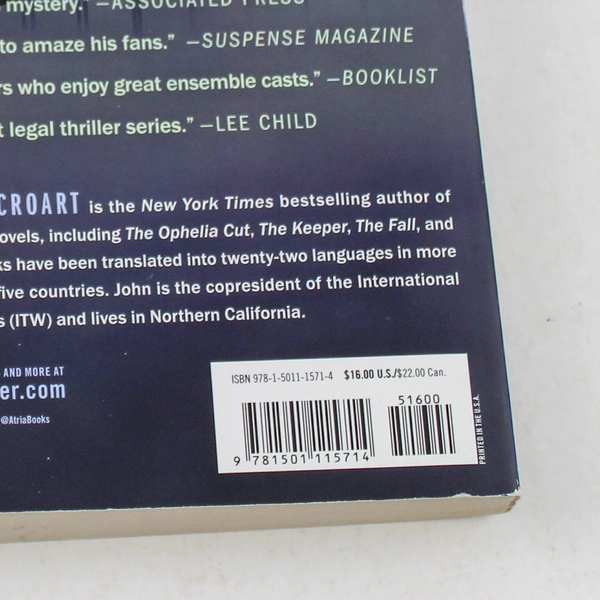 mystery." —ASSOCIATED PRESS
to amaze his fans." —SUSPENSE MAGAZINE
rs who enjoy great ensemble casts." —BOOKLIST
t legal thriller series." —LEE CHILD
CROART is the New York Times bestselling author of
ovels, including The Ophelia Cut, The Keeper, The Fall, and
ks have been translated into twenty-two languages in more
five countries. John is the copresident of the International
s (ITW) and lives in Northern California.
S AND MORE AT
er.com
@AtriaBooks
ISBN 978-1-5011-1571-4 $16.00 U.S./$22.00 Can.
51600
9 781501 115714
PRINTED IN THE U.S.A.